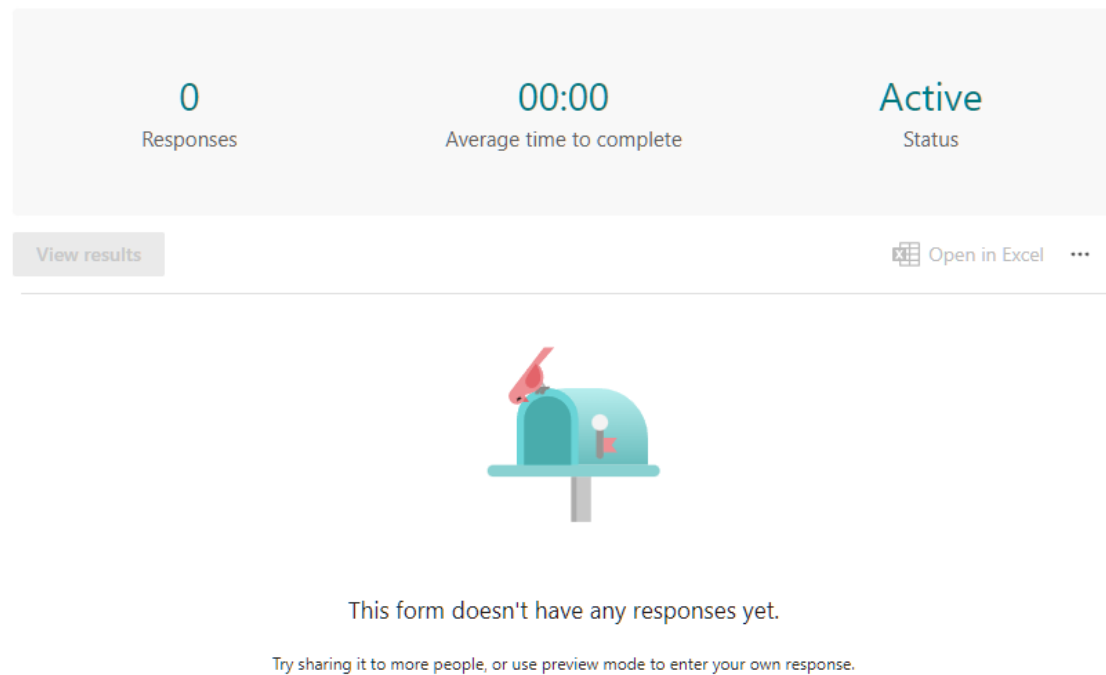 0
Responses
00:00
Average time to complete
Active
Status
View results
Open in Excel
This form doesn't have any responses yet.
Try sharing it to more people, or use preview mode to enter your own response.